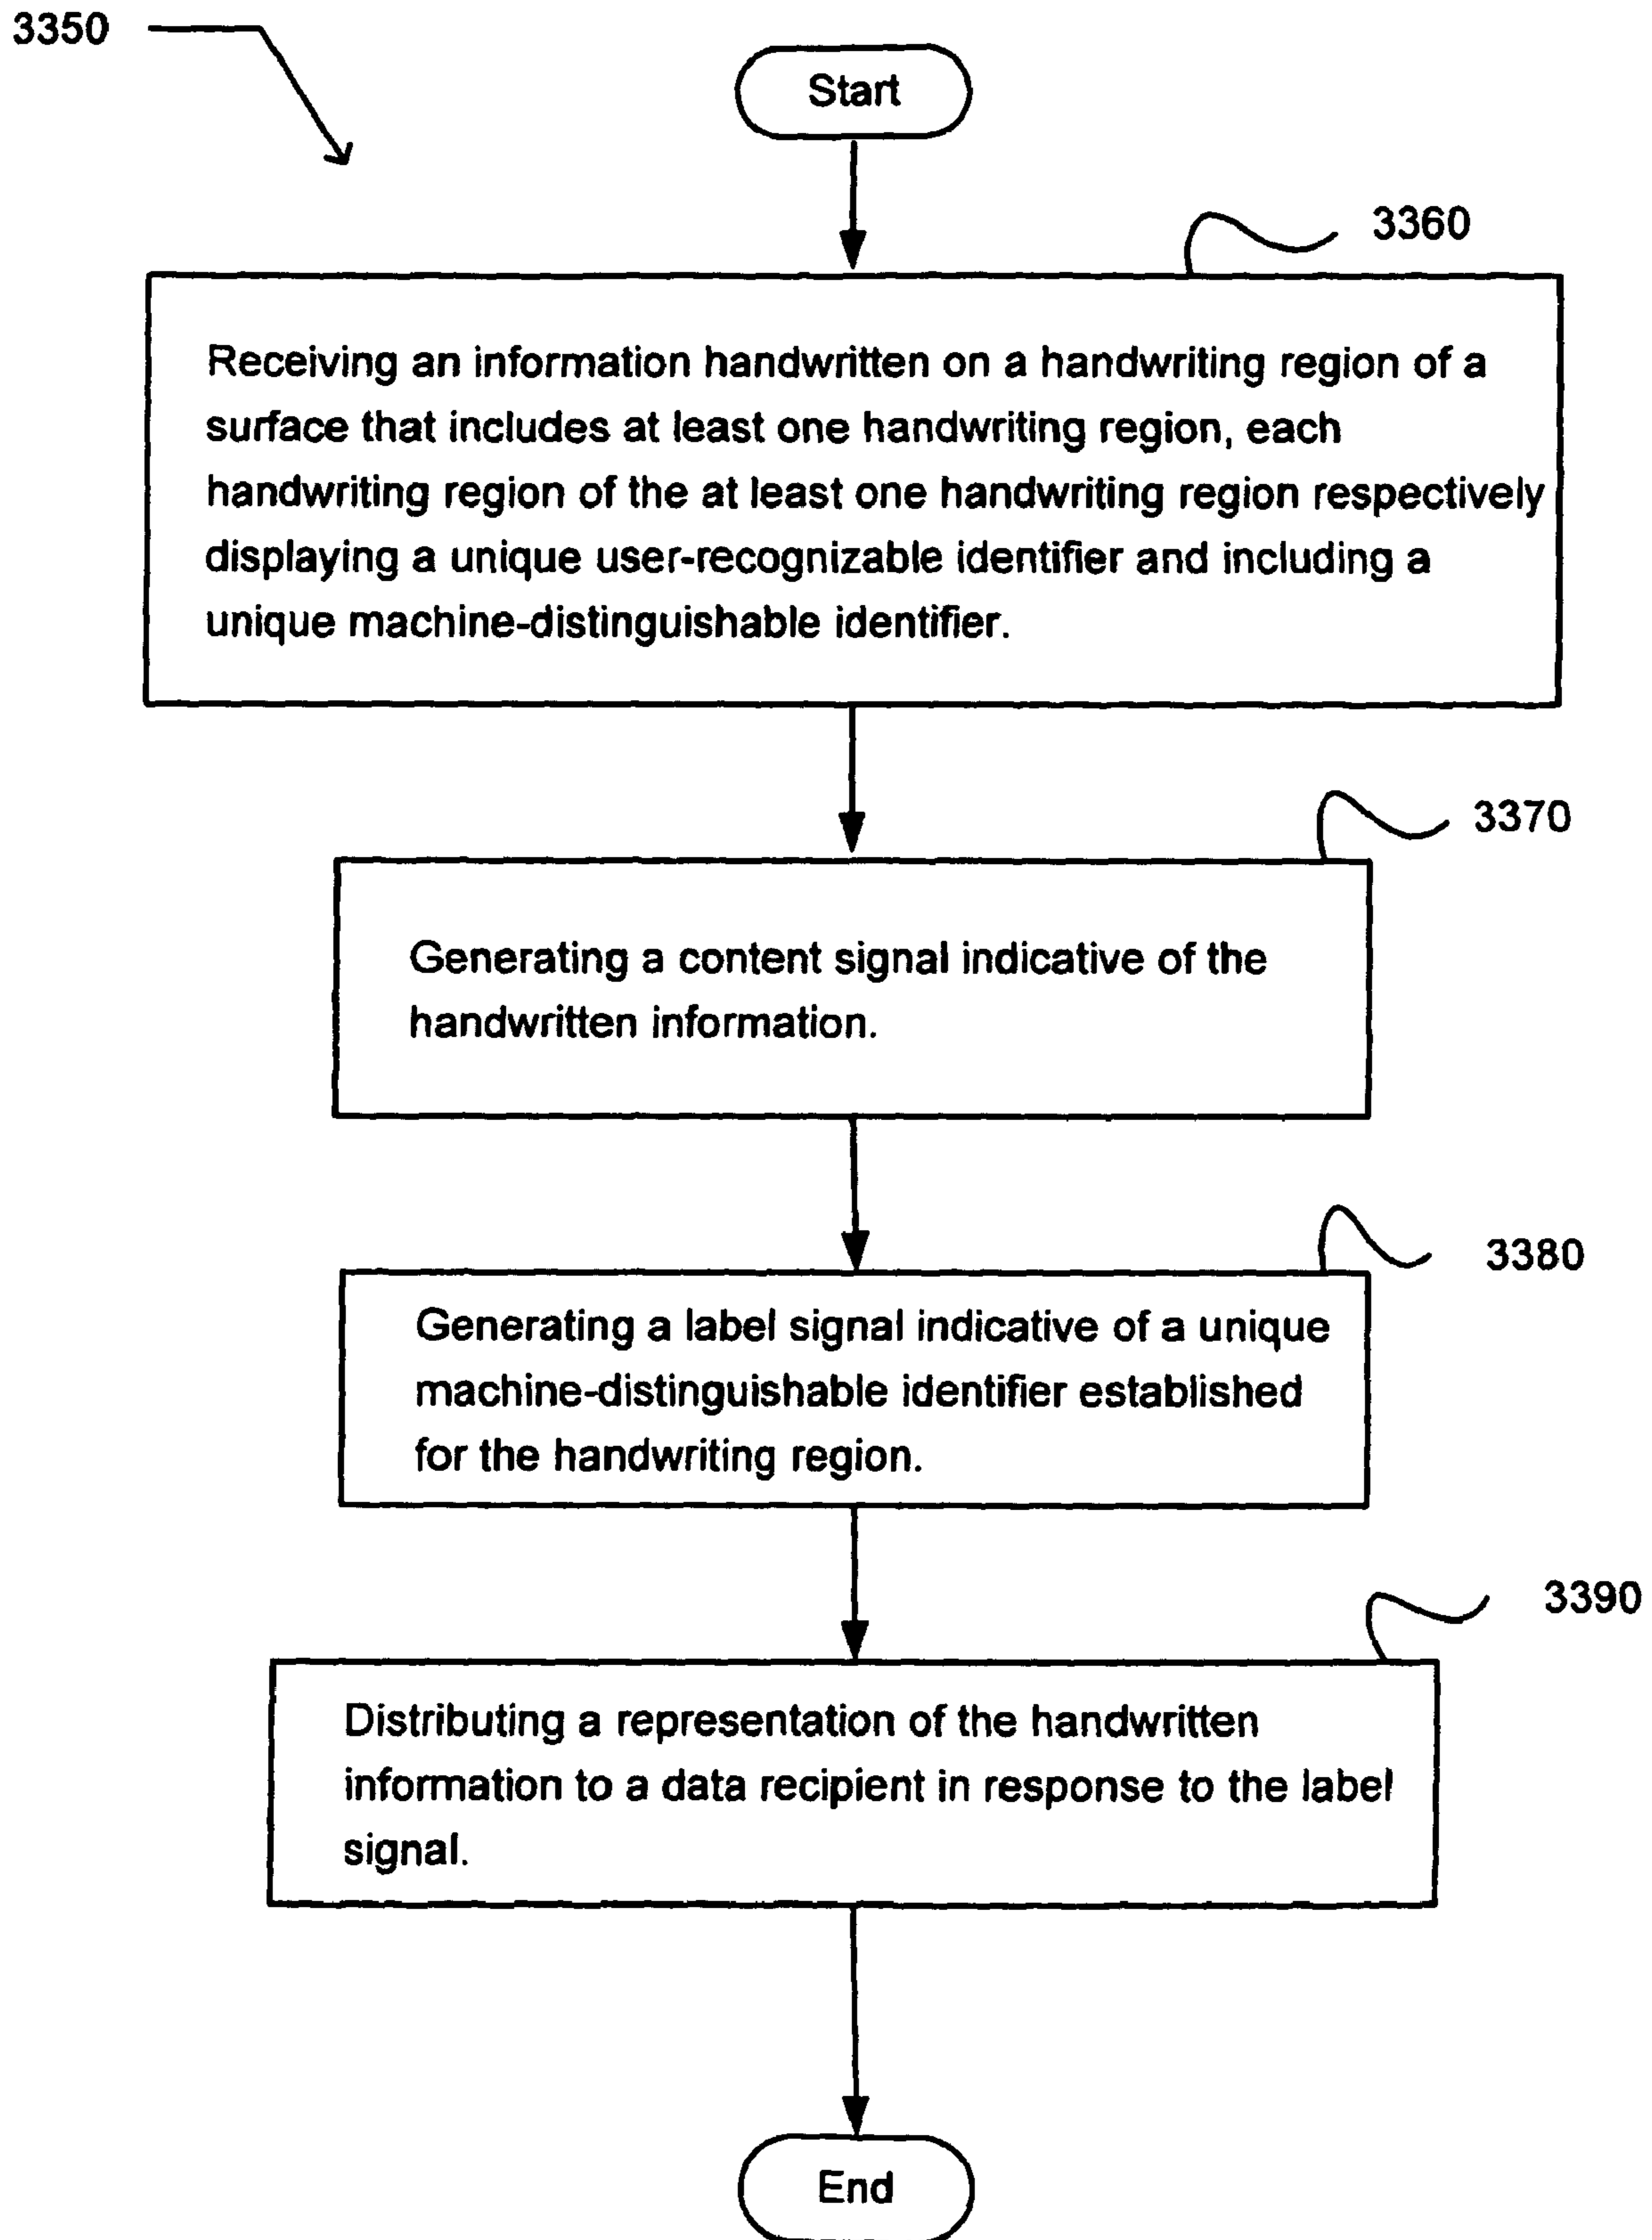 3350
Start
3360
Receiving an information handwritten on a handwriting region of a
surface that includes at least one handwriting region, each
handwriting region of the at least one handwriting region respectively
displaying a unique user-recognizable identifier and including a
unique machine-distinguishable identifier.
3370
Generating a content signal indicative of the
handwritten information.
3380
Generating a label signal indicative of a unique
machine-distinguishable identifier established
for the handwriting region.
3390
Distributing a representation of the handwritten
information to a data recipient in response to the label
signal.
End